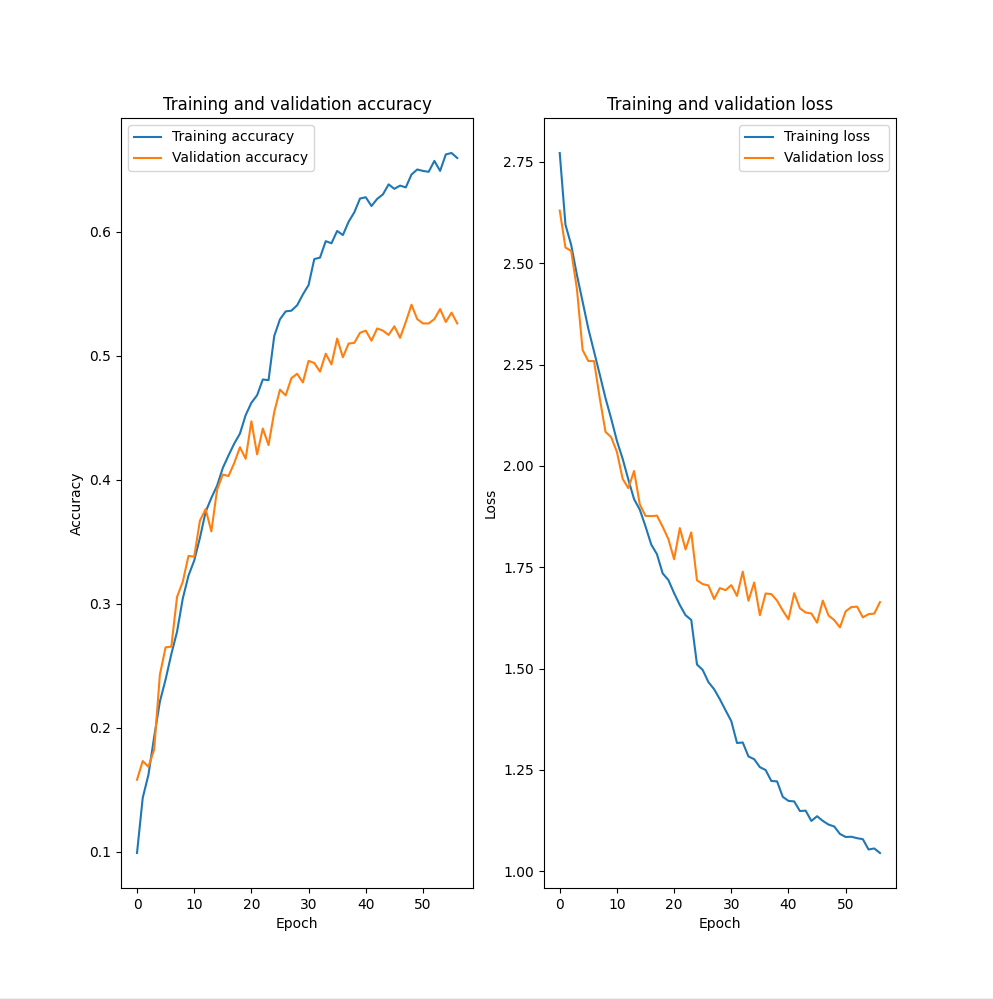 Training and validation accuracy
Training accuracy
Validation accuracy
0.6
0.5
0.4
0.3
0.2
0.1
Accuracy
0 10 20 30 40 50
Epoch
Training and validation loss
Training loss
Validation loss
2.75
2.50
2.25
2.00
1.75
1.50
1.25
1.00
Loss
0 10 20 30 40 50
Epoch